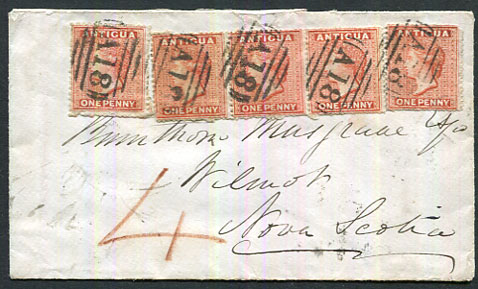 ANTIGUA ANTIGUA ANTIGUA ANTIGUA ANTIGUA
A18 A18 A18 A18 A18
ONE PENNY ONE PENNY ONE PENNY ONE PENNY ONE PENNY
Musgrave
Wilmot
4
Nova Scotia